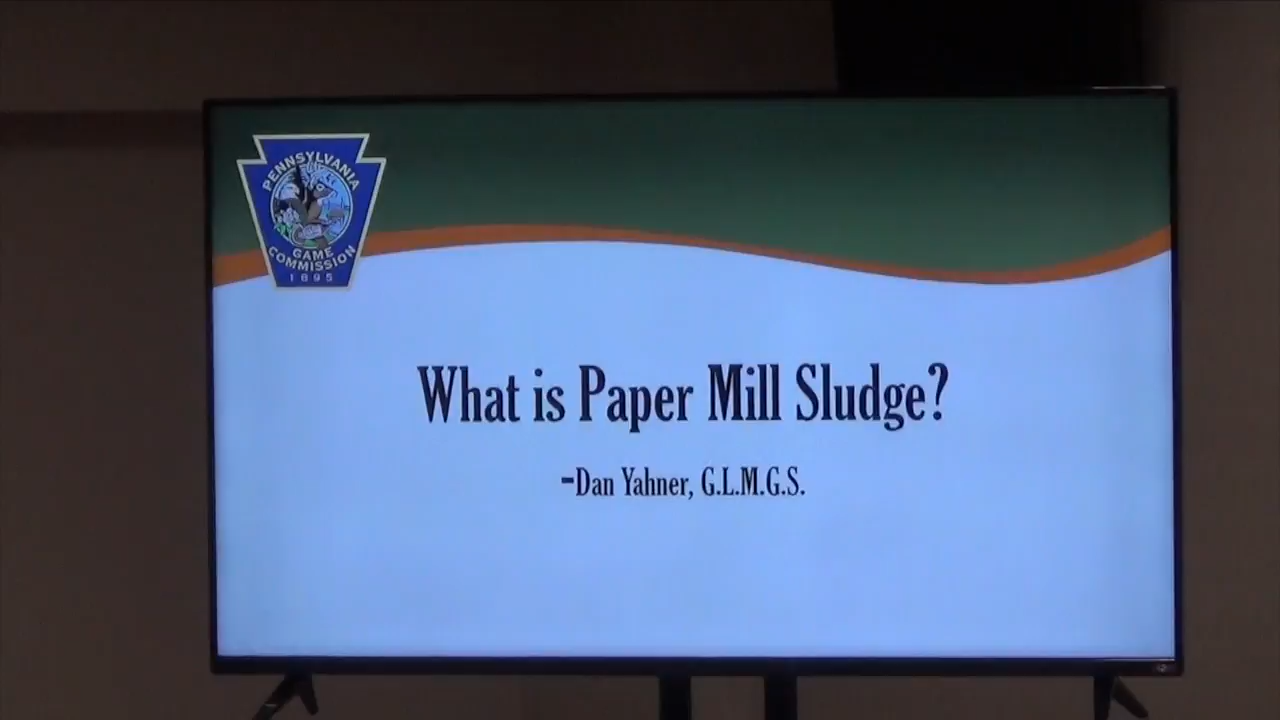 PENNSYLVANIA
GAME
COMMISSION
1895
What is Paper Mill Sludge?
-Dan Yahner, G.L.M.G.S.